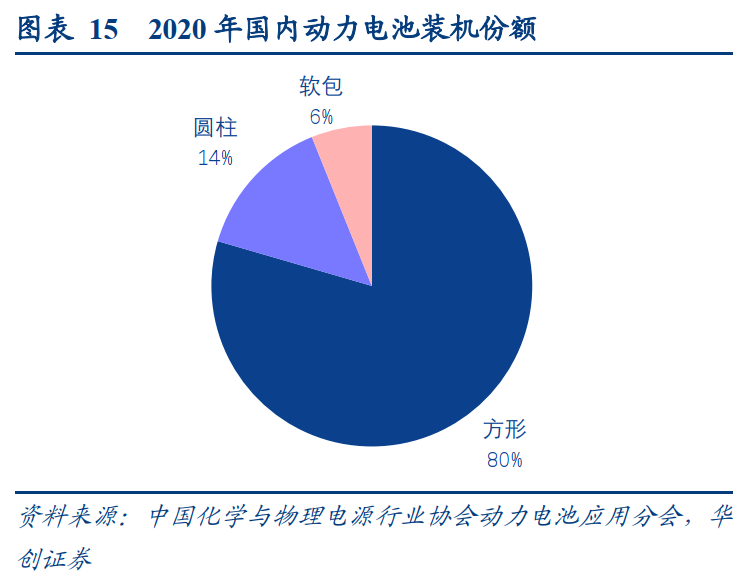 图表 15 2020 年国内动力电池装机份额
软包
6%
圆柱
14%
方形
80%
资料来源：中国化学与物理电源行业协会动力电池应用分会，华
创证券